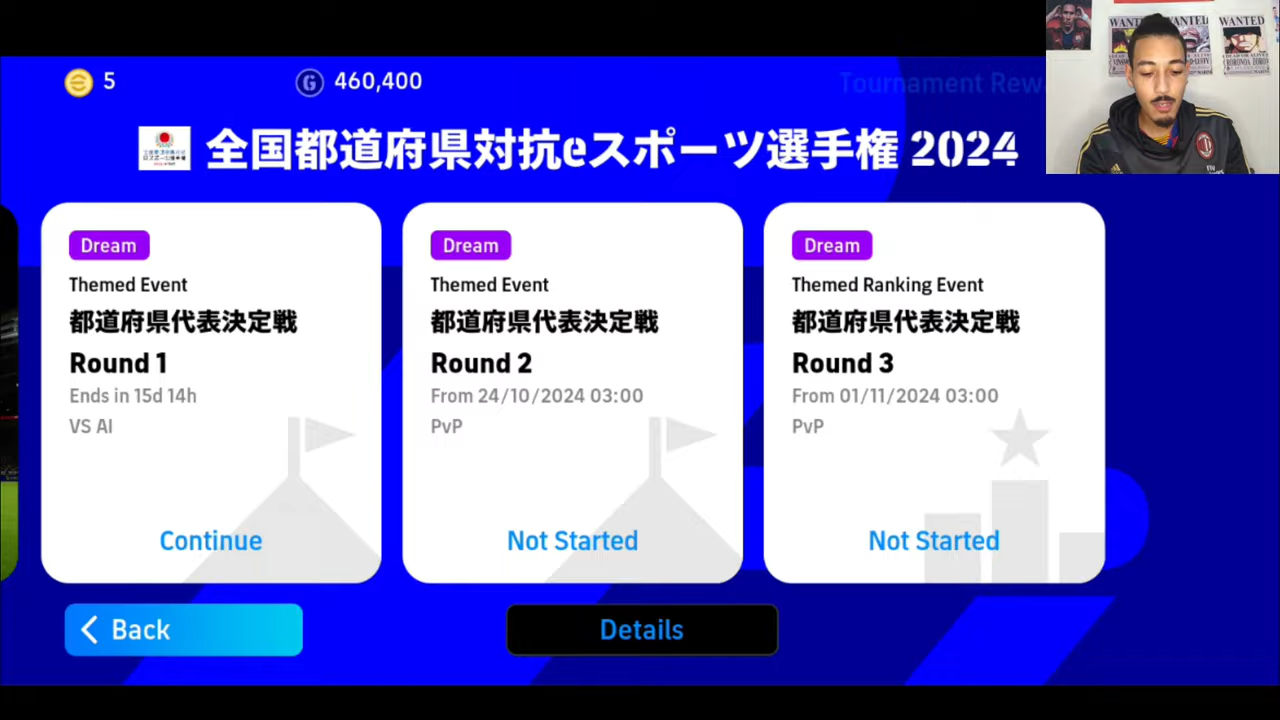 5
460,400
Tournament Rew
全国都道府県対抗eスポーツ選手権 2024
Dream
Themed Event
都道府県代表決定戦
Round 1
Ends in 15d 14h
VS AI
Continue
Dream
Themed Event
都道府県代表決定戦
Round 2
From 24/10/2024 03:00
PvP
Not Started
Dream
Themed Ranking Event
都道府県代表決定戦
Round 3
From 01/11/2024 03:00
PvP
Not Started
Back
Details
WANTED
WANTED
WANTED